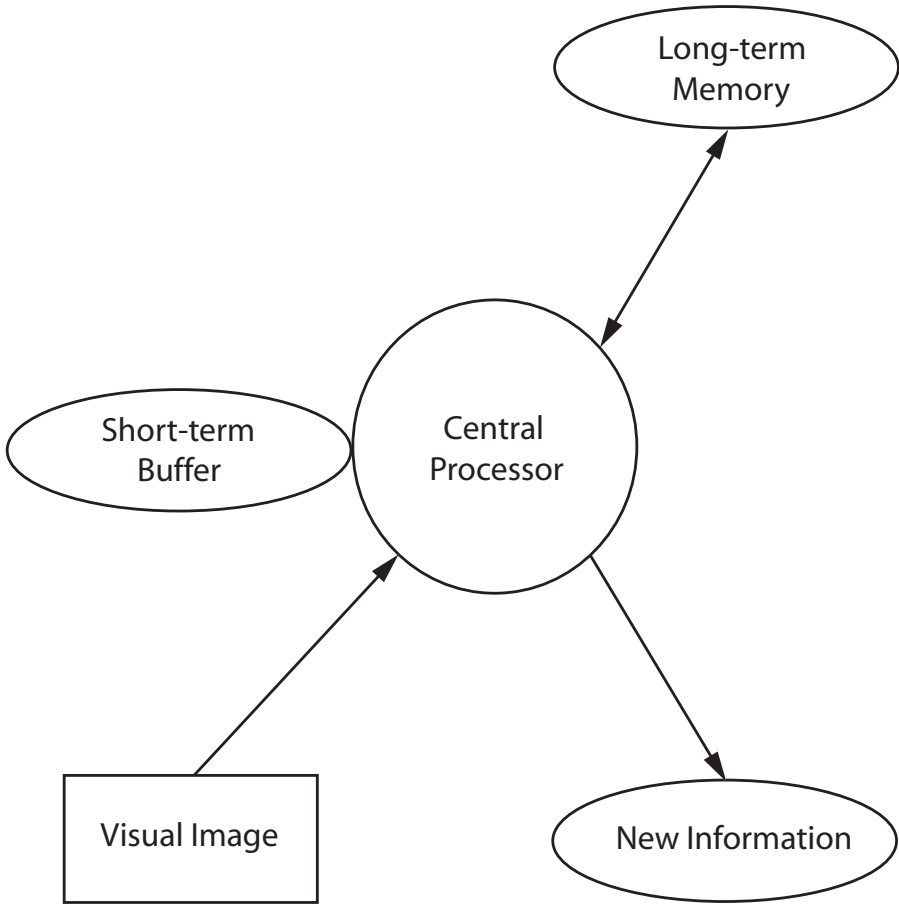 Long-term
Memory
Short-term
Buffer
Central
Processor
Visual Image
New Information